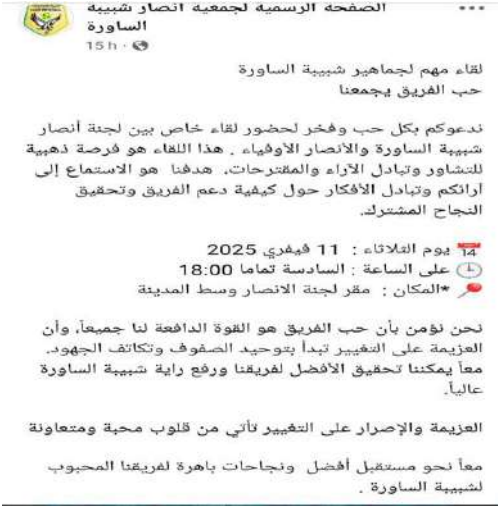 الصفحة الرسمية لجمعية أنصار شبيبة
الساورة
15 h ·
لقاء مهم لجماهير شبيبة الساورة
حب الفريق يجمعنا
ندعوكم بكل حب وفخر لحضور لقاء خاص بين لجنة أنصار
شبيبة الساورة والأنصار الأوفياء . هذا اللقاء هو فرصة ذهبية
للتشاور وتبادل الآراء والمقترحات، هدفنا هو الاستماع إلى
آرائكم وتبادل الأفكار حول كيفية دعم الفريق وتحقيق
النجاح المشترك.
يوم الثلاثاء : 11 فيفري 2025
على الساعة : السادسة تماما 18:00
*المكان : مقر لجنة الانصار وسط المدينة
نحن نؤمن بأن حب الفريق هو القوة الدافعة لنا جميعاً، وأن
العزيمة على التغيير تبدأ بتوحيد الصفوف وتكاتف الجهود.
معاً يمكننا تحقيق الأفضل لفريقنا ورفع راية شبيبة الساورة
عالياً.
العزيمة والإصرار على التغيير تأتي من قلوب محبة ومتعاونة
معاً نحو مستقبل أفضل ونجاحات باهرة لفريقنا المحبوب
لشبيبة الساورة .